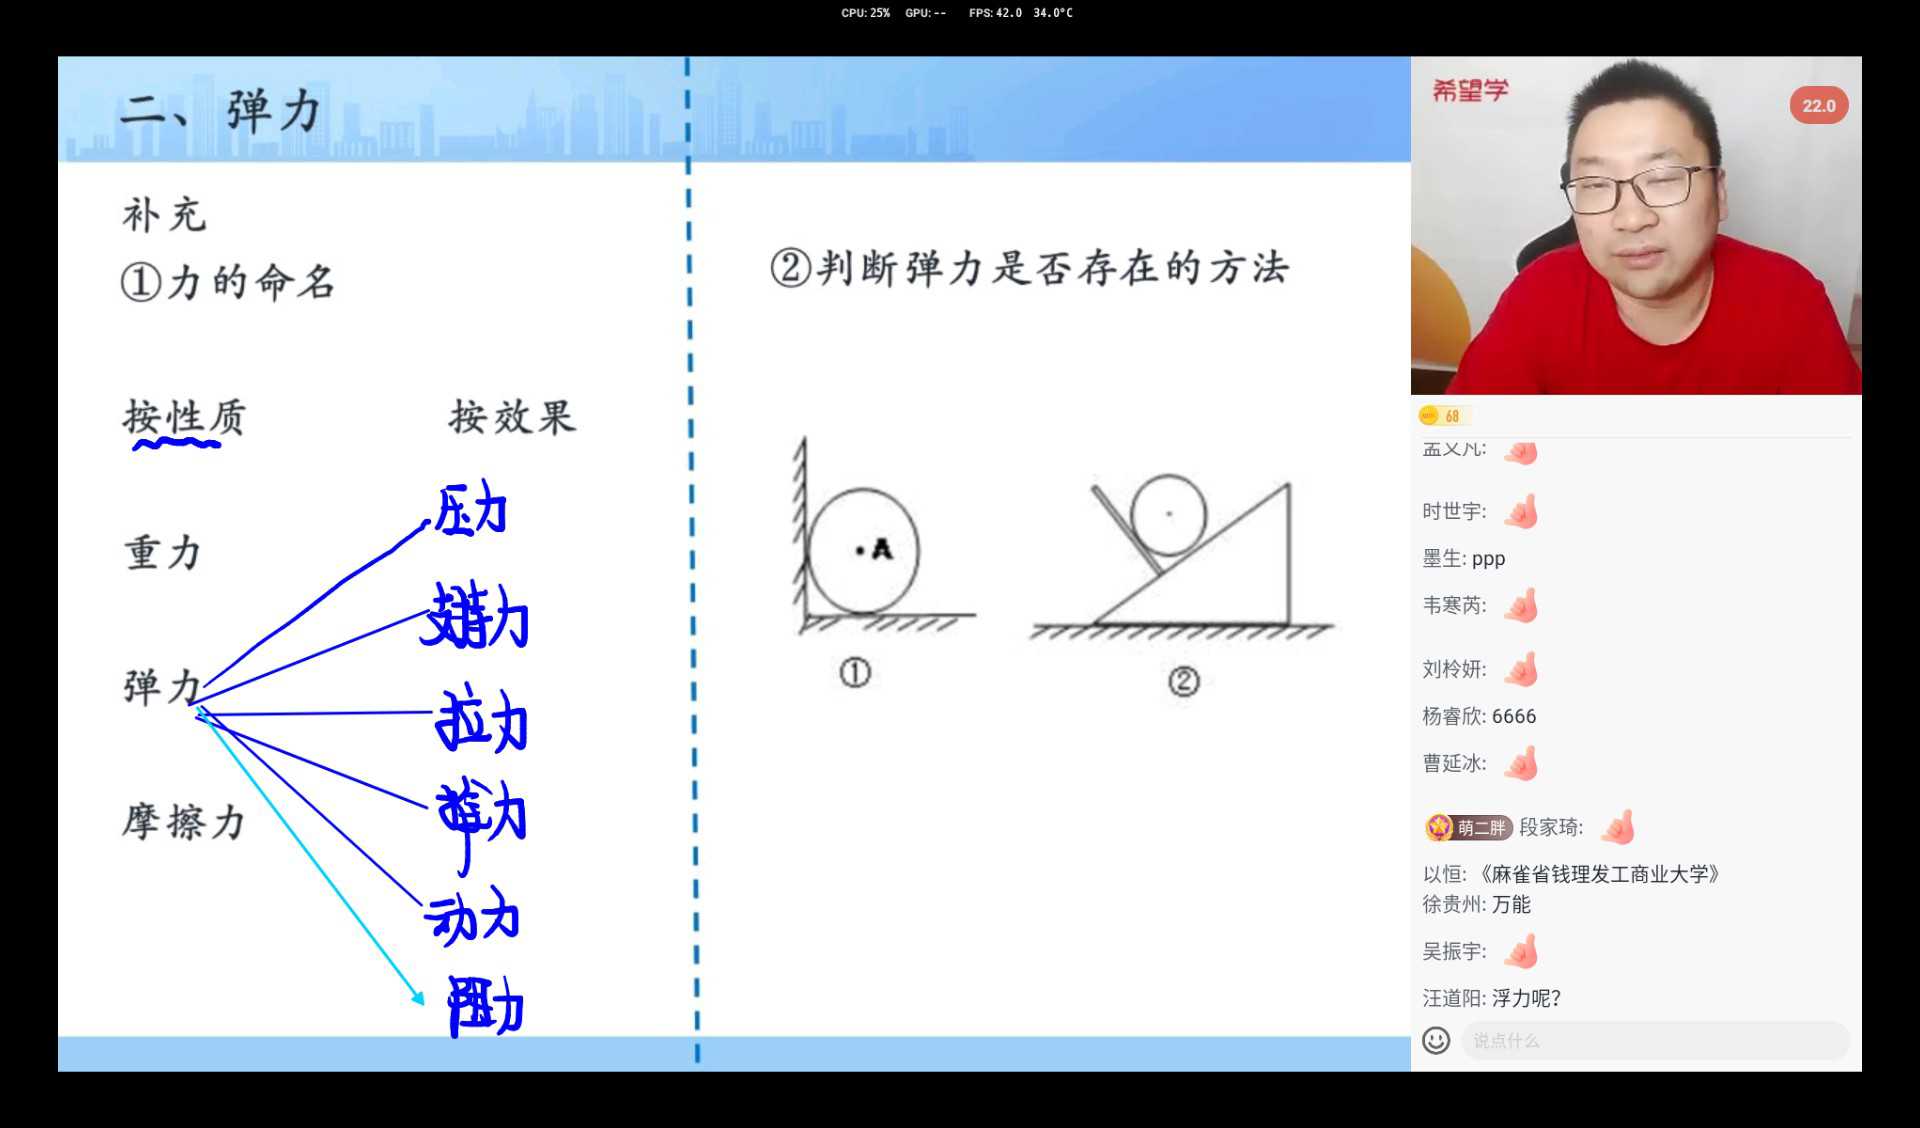 CPU: 25% GPU: -- FPS: 42.0 34.0°C
二、弹力
补充
①力的命名
按性质 按效果
重力
弹力
摩擦力
压力
支持力
拉力
推力
动力
阻力
②判断弹力是否存在的方法
A
①
②
希望学
22.0
68
孟义凡:
时世宇:
墨生: ppp
韦寒芮:
刘柃妍:
杨睿欣: 6666
曹延冰:
萌二胖 段家琦:
以恒: 《麻雀省钱理发工商业大学》
徐贵州: 万能
吴振宇:
汪道阳: 浮力呢?
说点什么